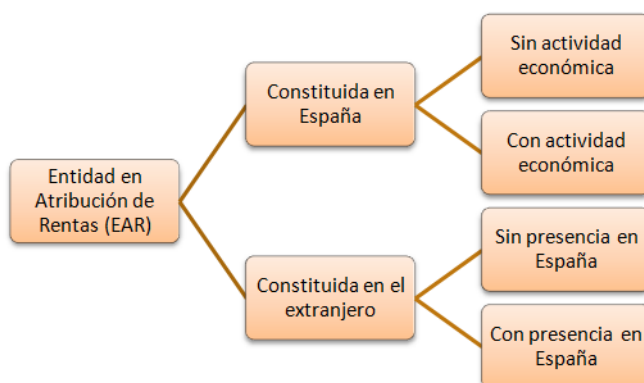 Entidad en
Atribución de
Rentas (EAR)
Constituida en
España
Sin actividad
económica
Con actividad
económica
Constituida en el
extranjero
Sin presencia en
España
Con presencia en
España